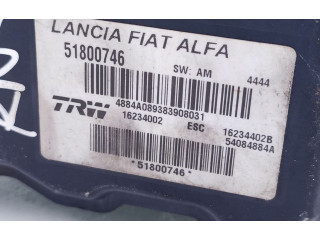 LANCIA FIAT ALFA
51800746
SW: AM 4444
TRW
4884A089383908031
16234002 ESC 16234402B
54084884A
*51800746*